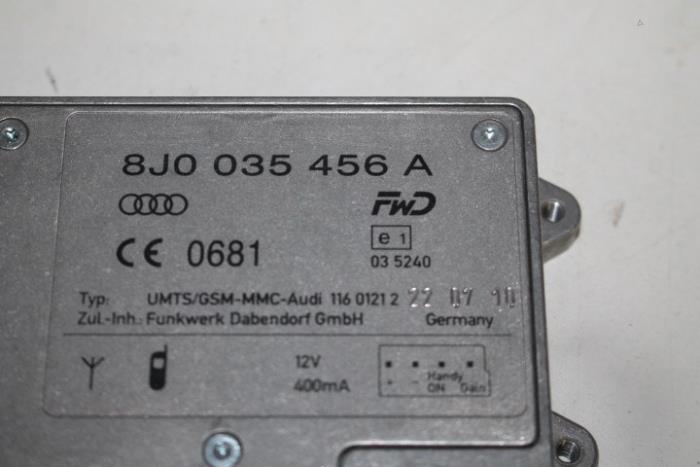 8J0 035 456 A
FWD
CE 0681
e 1
03 5240
Typ: UMTS/GSM-MMC-Audi 116 0121 2 22 07 10
Zul.-Inh.: Funkwerk Dabendorf GmbH Germany
12V
400mA
+ - Handy Gain
ON